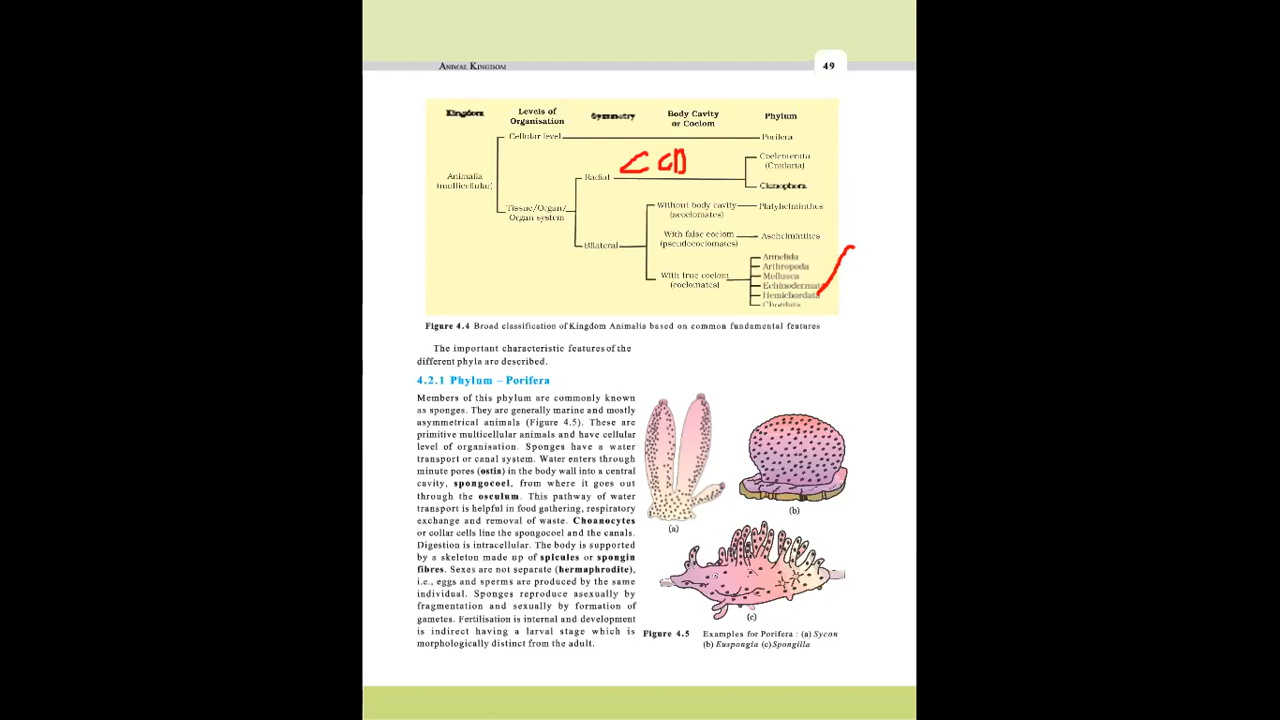 ANIMAL KINGDOM
49
Kingdom
Levels of Organisation
Symmetry
Body Cavity or Coelom
Phylum
Cellular level
Porifera
Animalia (multicellular)
Tissue/Organ/ Organ system
Radial
Coelenterata (Cnidaria)
Ctenophora
Bilateral
Without body cavity (acoelomates)
Platyhelminthes
With false coelom (pseudocoelomates)
Aschelminthes
With true coelom (coelomates)
Annelida
Arthropoda
Mollusca
Echinodermata
Hemichordata
Chordata
Figure 4.4 Broad classification of Kingdom Animalia based on common fundamental features
The important characteristic features of the
different phyla are described.
4.2.1 Phylum – Porifera
Members of this phylum are commonly known
as sponges. They are generally marine and mostly
asymmetrical animals (Figure 4.5). These are
primitive multicellular animals and have cellular
level of organisation. Sponges have a water
transport or canal system. Water enters through
minute pores (ostia) in the body wall into a central
cavity, spongocoel, from where it goes out
through the osculum. This pathway of water
transport is helpful in food gathering, respiratory
exchange and removal of waste. Choanocytes
or collar cells line the spongocoel and the canals.
Digestion is intracellular. The body is supported
by a skeleton made up of spicules or spongin
fibres. Sexes are not separate (hermaphrodite),
i.e., eggs and sperms are produced by the same
individual. Sponges reproduce asexually by
fragmentation and sexually by formation of
gametes. Fertilisation is internal and development
is indirect having a larval stage which is
morphologically distinct from the adult.
(a)
(b)
(c)
Figure 4.5 Examples for Porifera : (a) Sycon
(b) Euspongia (c) Spongilla